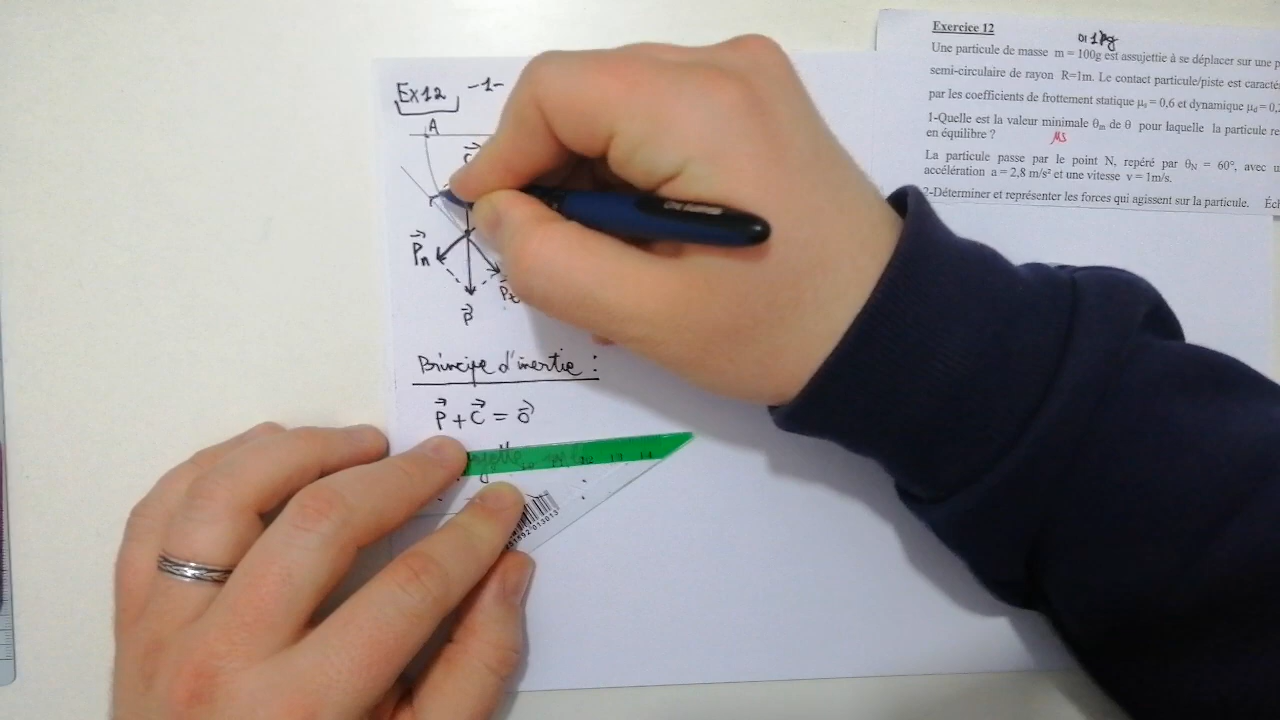 Ex12 -1-
A
C
Pn
Pt
P
Principe d'inertie :
P + C = 0
Exercice 12
0,1 kg
Une particule de masse m = 100g est assujettie à se déplacer sur une p
semi-circulaire de rayon R=1m. Le contact particule/piste est caracté
par les coefficients de frottement statique μs = 0,6 et dynamique μd = 0,
1-Quelle est la valeur minimale θm de θ pour laquelle la particule re
en équilibre ?
μs
La particule passe par le point N, repéré par θN = 60°, avec u
accélération a = 2,8 m/s² et une vitesse v = 1m/s.
2-Déterminer et représenter les forces qui agissent sur la particule. Éch